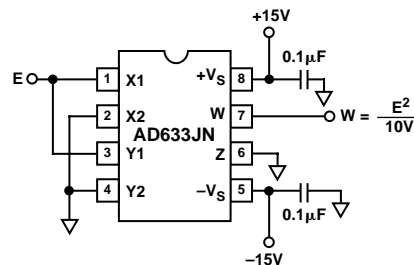 +15V
0.1µF
E
1 X1 +VS 8
2 X2 W 7
W = E²/10V
AD633JN
3 Y1 Z 6
4 Y2 –VS 5
0.1µF
–15V